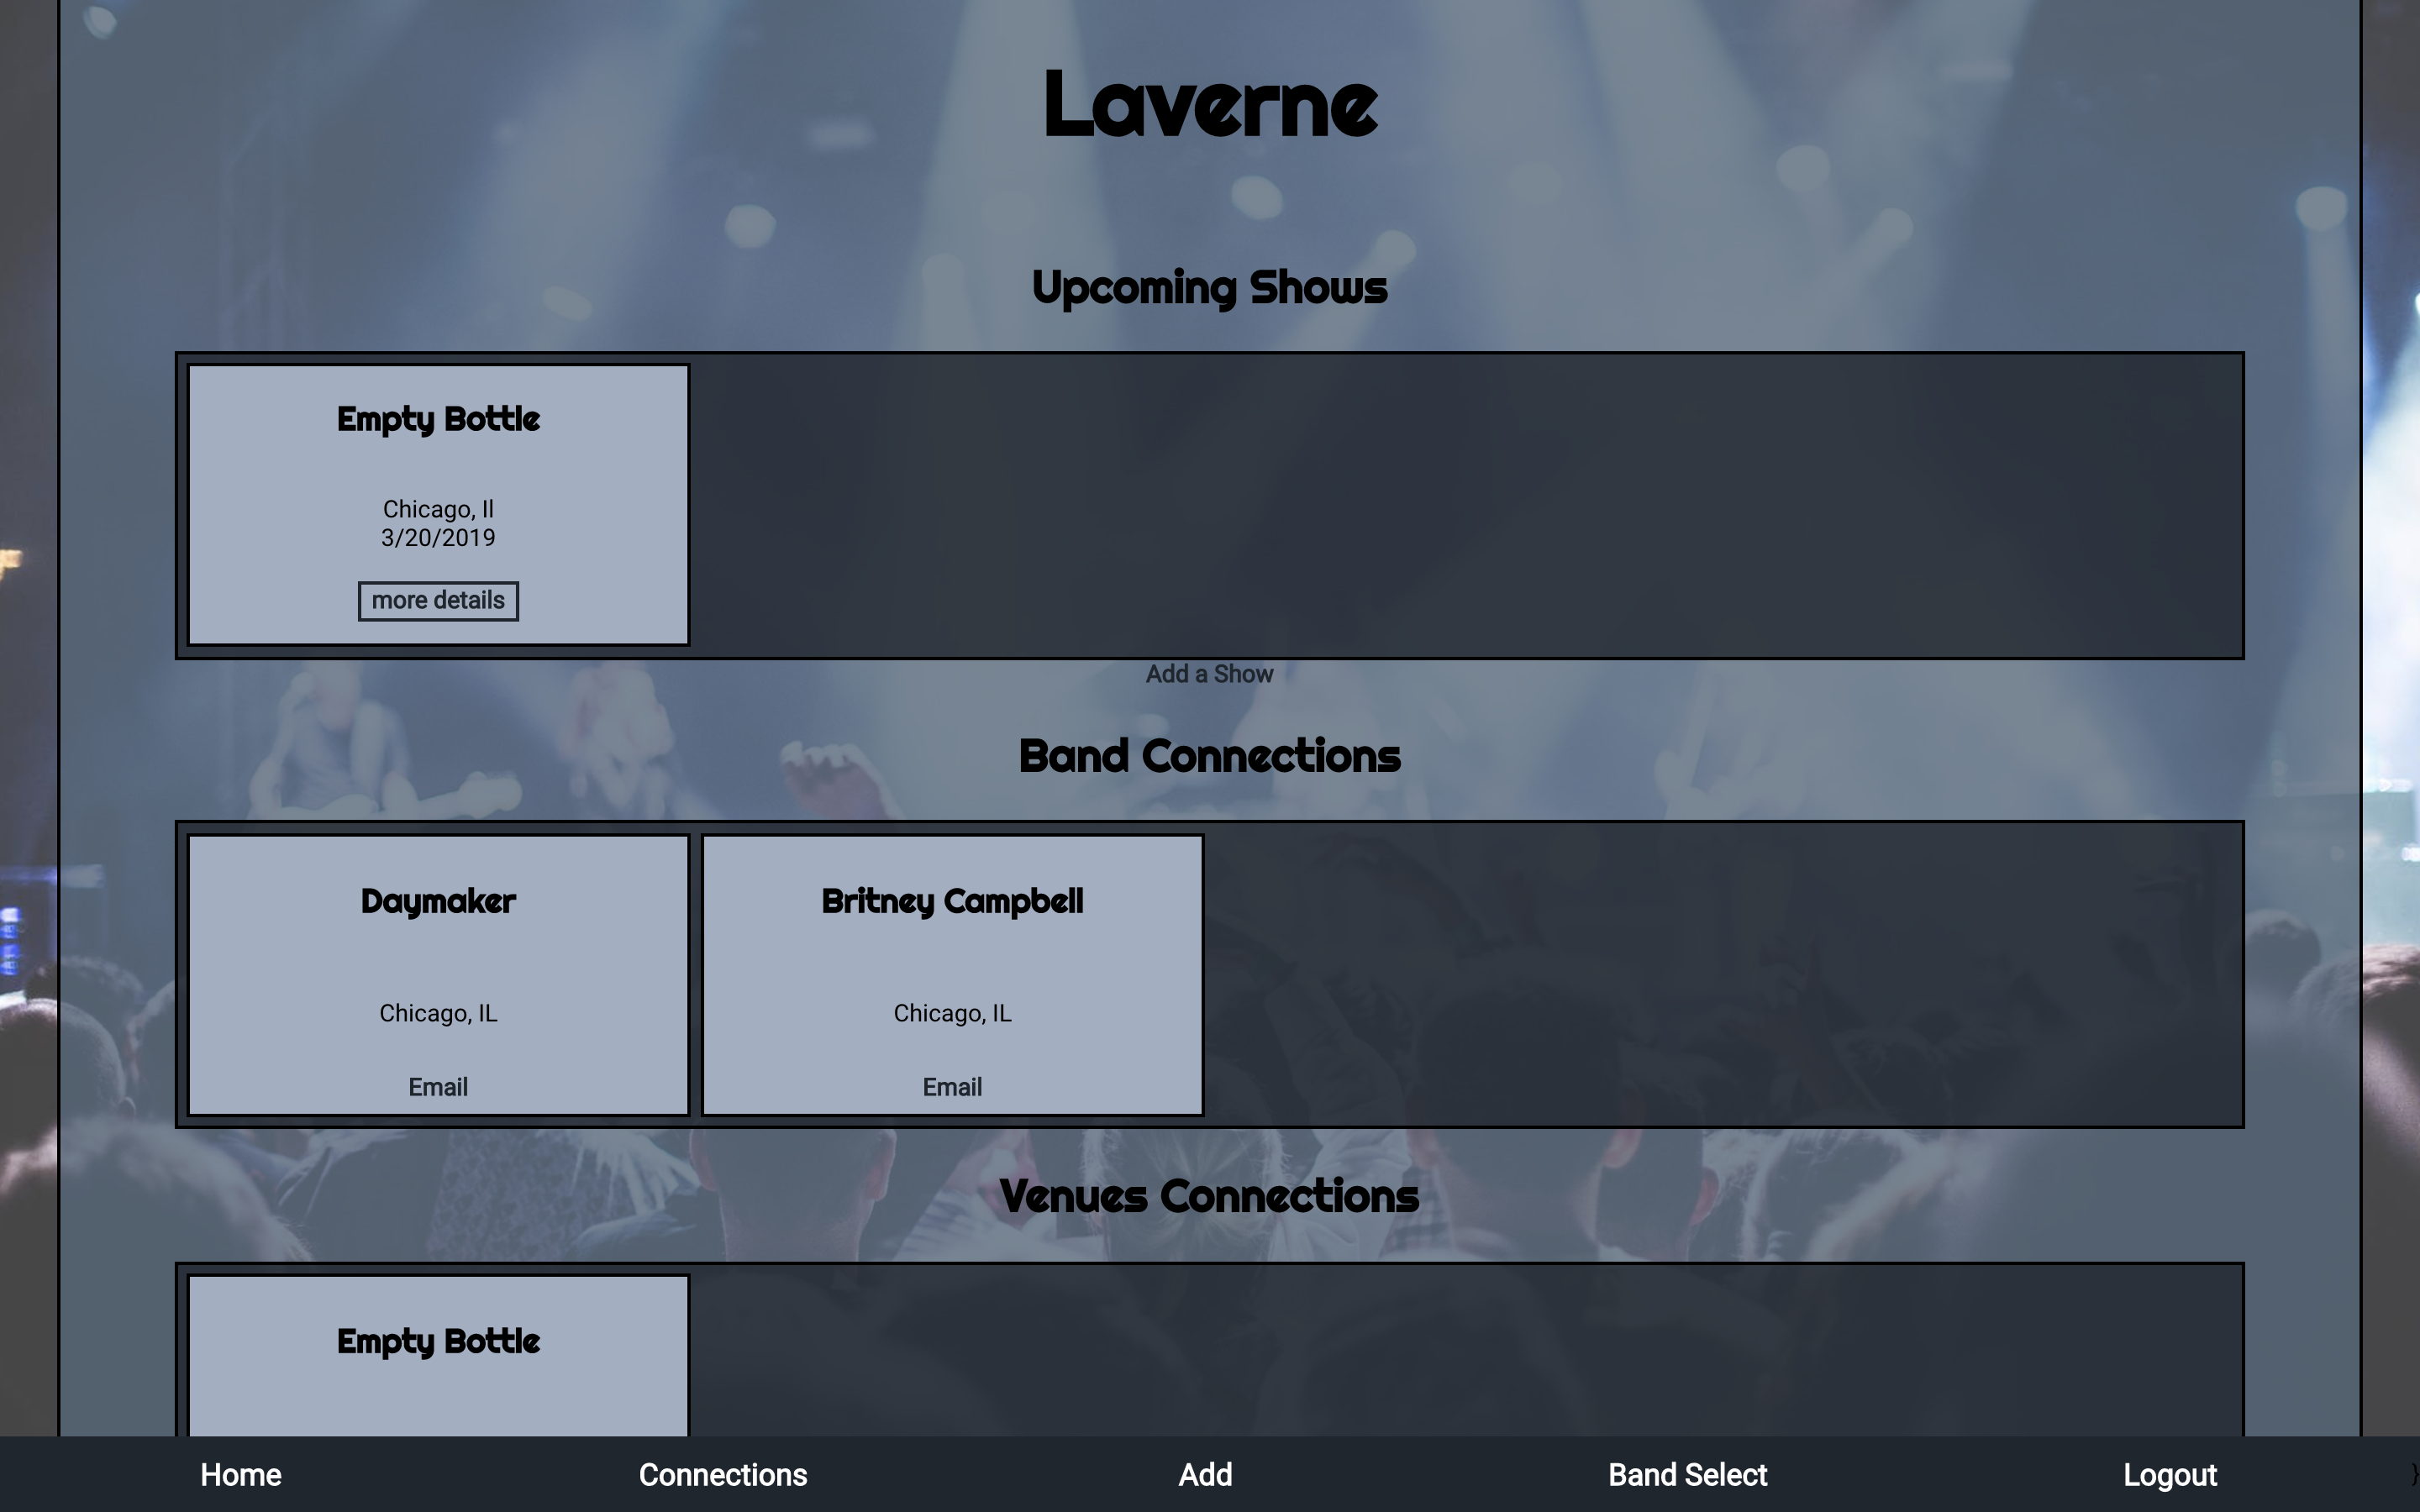 Laverne
Upcoming Shows
Empty Bottle
Chicago, Il
3/20/2019
more details
Add a Show
Band Connections
Daymaker
Chicago, IL
Email
Britney Campbell
Chicago, IL
Email
Venues Connections
Empty Bottle
Home
Connections
Add
Band Select
Logout
}